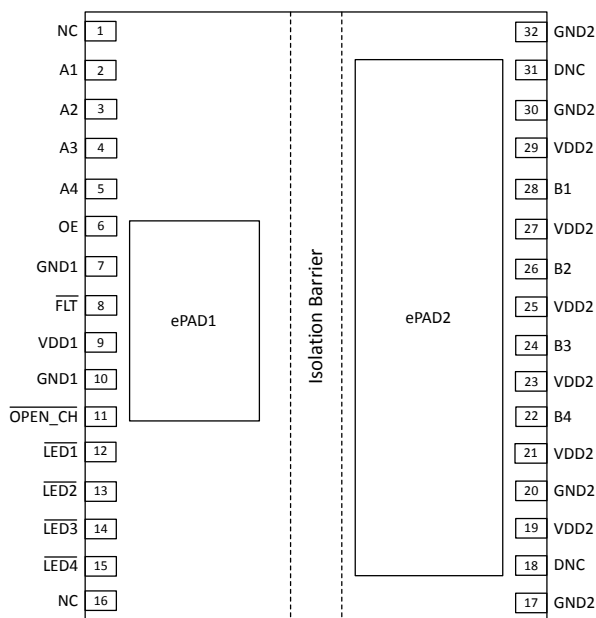 NC 1
A1 2
A2 3
A3 4
A4 5
OE 6
GND1 7
FLT 8
VDD1 9
GND1 10
OPEN_CH 11
LED1 12
LED2 13
LED3 14
LED4 15
NC 16
ePAD1
Isolation Barrier
ePAD2
32 GND2
31 DNC
30 GND2
29 VDD2
28 B1
27 VDD2
26 B2
25 VDD2
24 B3
23 VDD2
22 B4
21 VDD2
20 GND2
19 VDD2
18 DNC
17 GND2